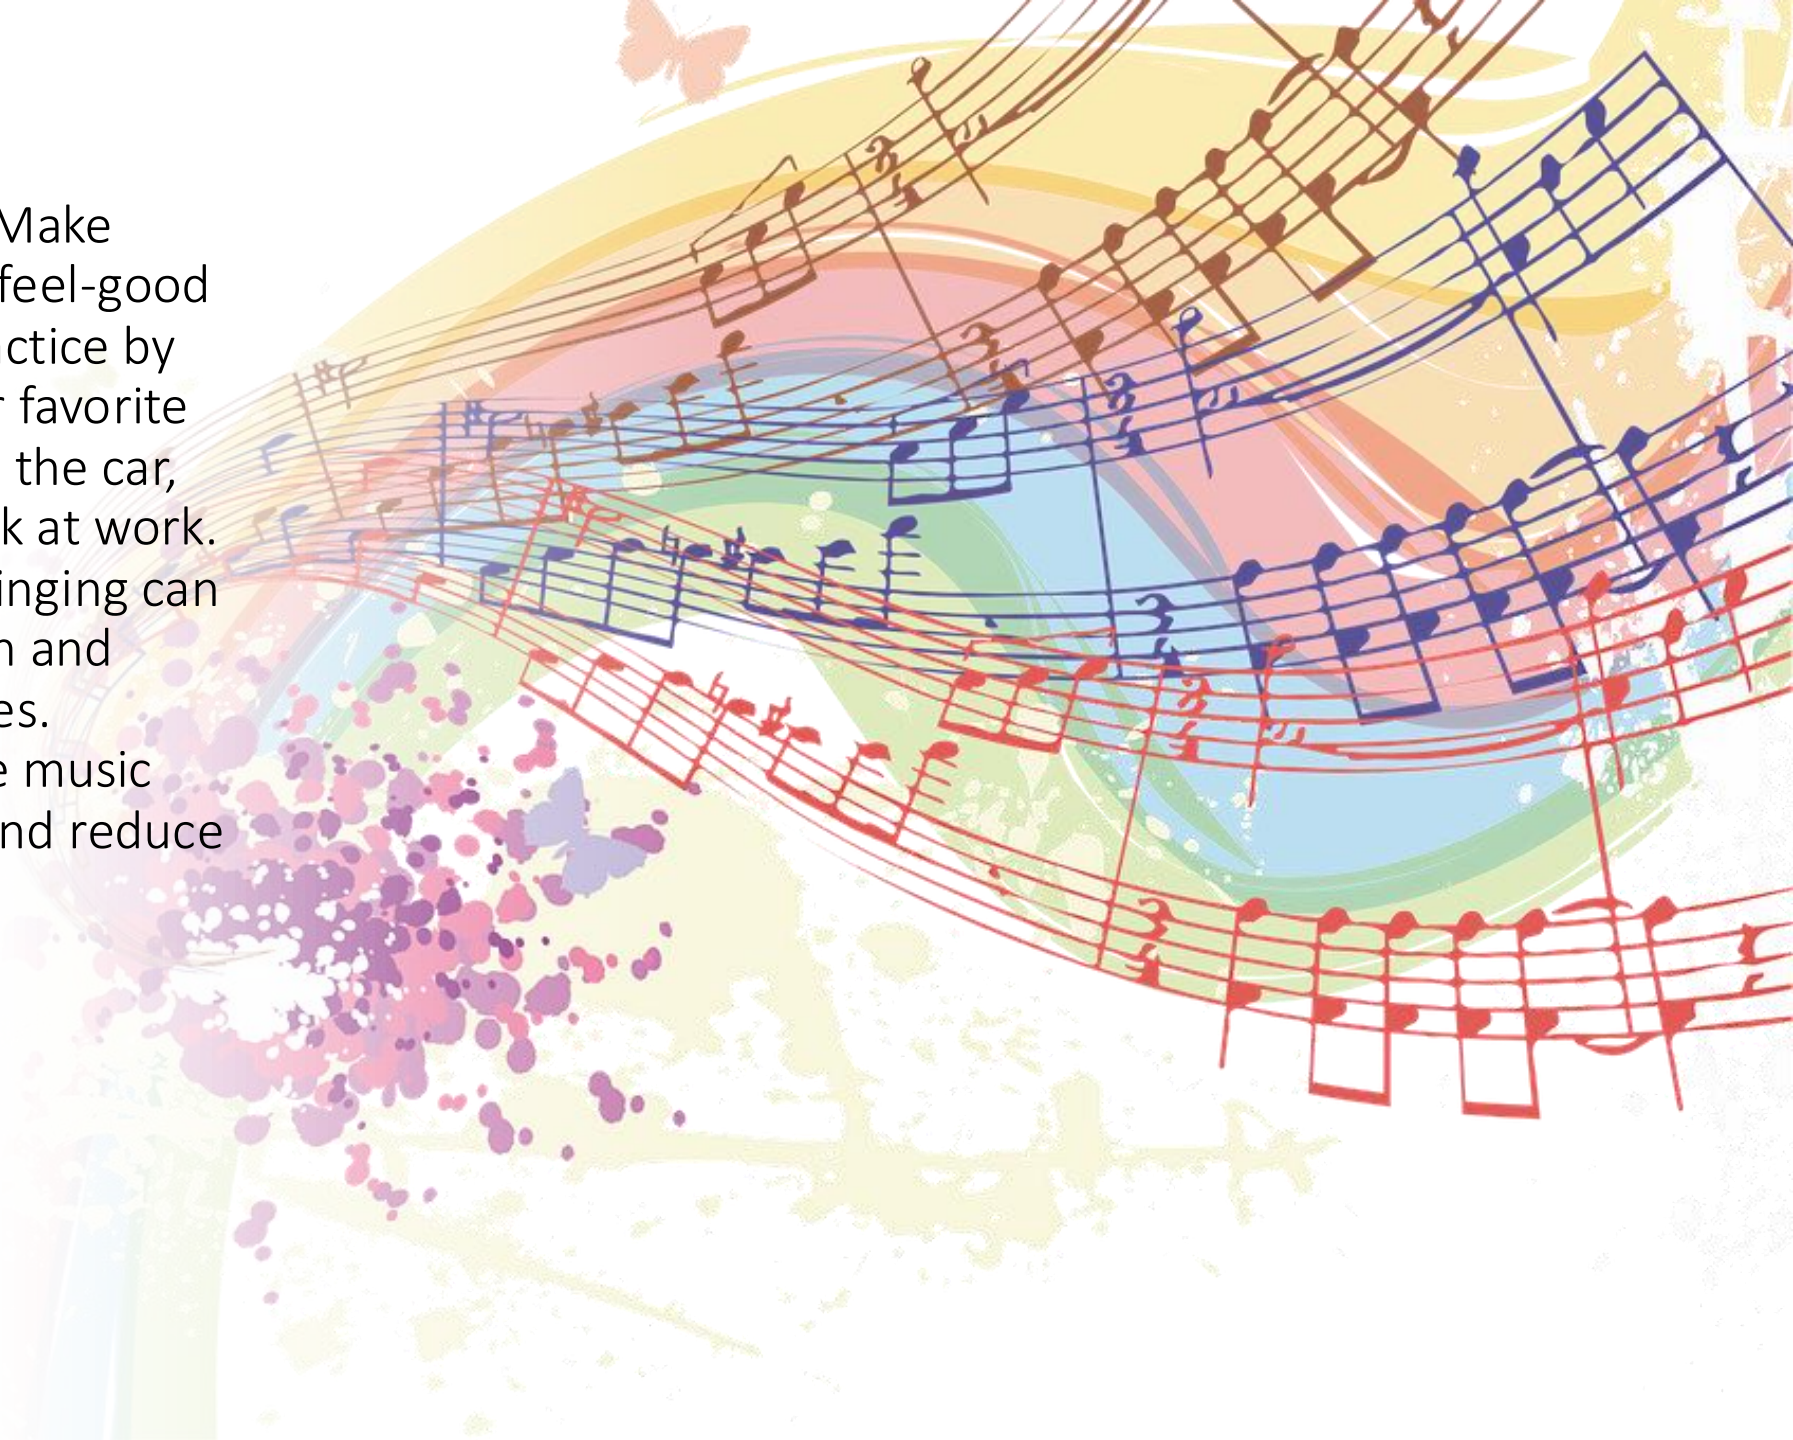 Make
feel-good
ctice by
favorite
the car,
k at work.
inging can
and
es.
music
nd reduce